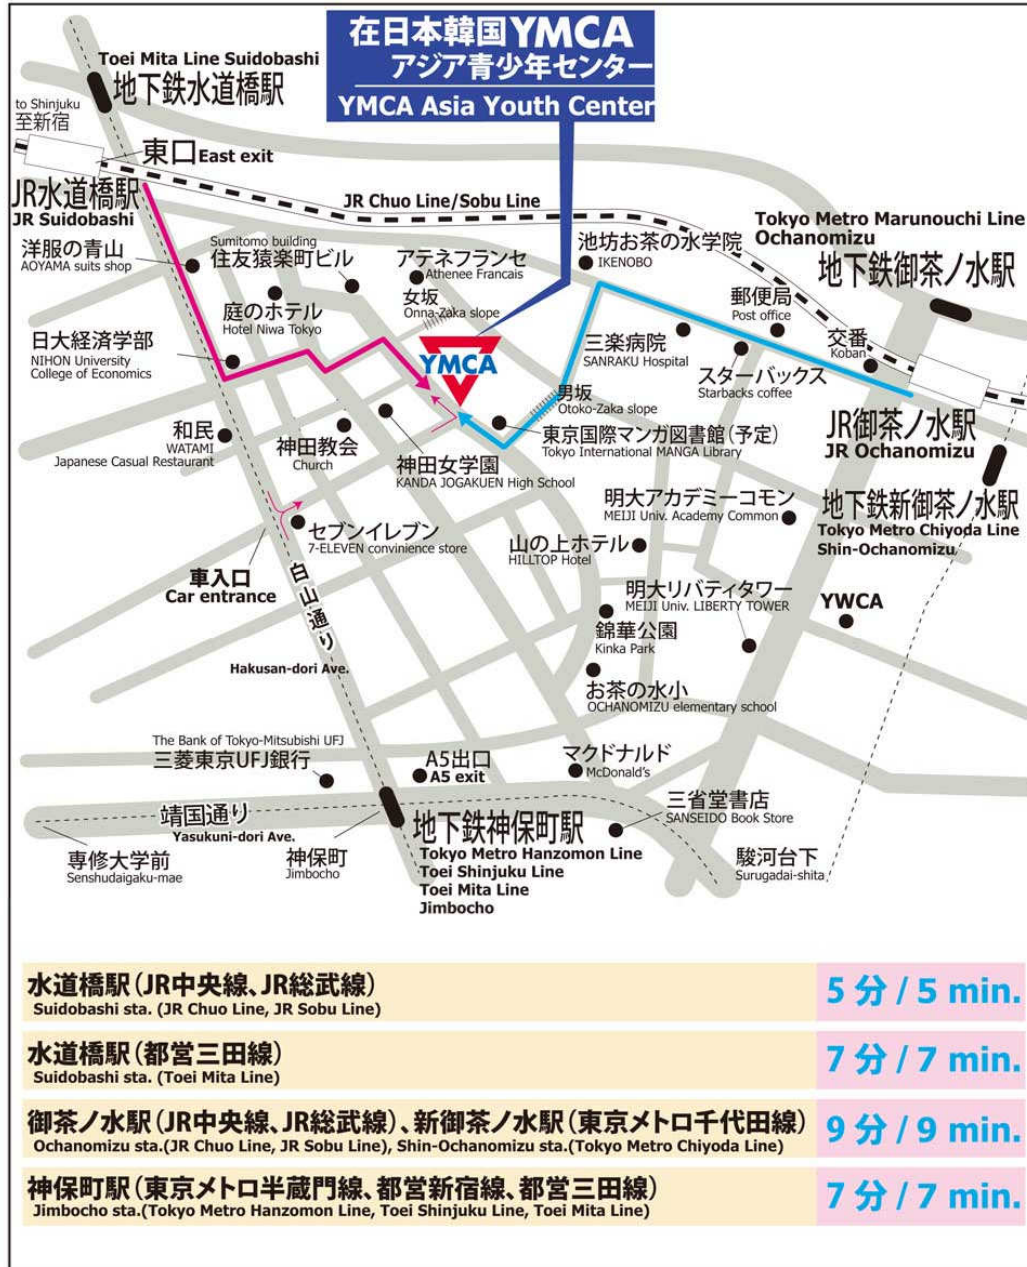 在日本韓国YMCA
アジア青少年センター
YMCA Asia Youth Center
Toei Mita Line Suidobashi
地下鉄水道橋駅
to Shinjuku
至新宿
東口 East exit
JR水道橋駅
JR Suidobashi
JR Chuo Line/Sobu Line
Tokyo Metro Marunouchi Line
Ochanomizu
地下鉄御茶ノ水駅
洋服の青山
AOYAMA suits shop
Sumitomo building
住友猿楽町ビル
アテネフランセ
Athenee Francais
池坊お茶の水学院
IKENOBO
女坂
Onna-Zaka slope
庭のホテル
Hotel Niwa Tokyo
郵便局
Post office
交番
Koban
日大経済学部
NIHON University
College of Economics
YMCA
三楽病院
SANRAKU Hospital
スターバックス
Starbacks coffee
男坂
Otoko-Zaka slope
和民
WATAMI
Japanese Casual Restaurant
神田教会
Church
神田女学園
KANDA JOGAKUEN High School
東京国際マンガ図書館(予定)
Tokyo International MANGA Library
JR御茶ノ水駅
JR Ochanomizu
地下鉄新御茶ノ水駅
Tokyo Metro Chiyoda Line
Shin-Ochanomizu
明大アカデミーコモン
MEIJI Univ. Academy Common
セブンイレブン
7-ELEVEN convinience store
山の上ホテル
HILLTOP Hotel
車入口
Car entrance
白山通り
Hakusan-dori Ave.
明大リバティタワー
MEIJI Univ. LIBERTY TOWER
YWCA
錦華公園
Kinka Park
お茶の水小
OCHANOMIZU elementary school
The Bank of Tokyo-Mitsubishi UFJ
三菱東京UFJ銀行
A5出口
A5 exit
マクドナルド
McDonald's
靖国通り
Yasukuni-dori Ave.
三省堂書店
SANSEIDO Book Store
専修大学前
Senshudaigaku-mae
神保町
Jimbocho
地下鉄神保町駅
Tokyo Metro Hanzomon Line
Toei Shinjuku Line
Toei Mita Line
Jimbocho
駿河台下
Surugadai-shita
水道橋駅(JR中央線、JR総武線)
Suidobashi sta. (JR Chuo Line, JR Sobu Line)
5 分 / 5 min.
水道橋駅(都営三田線)
Suidobashi sta. (Toei Mita Line)
7 分 / 7 min.
御茶ノ水駅(JR中央線、JR総武線)、新御茶ノ水駅(東京メトロ千代田線)
Ochanomizu sta.(JR Chuo Line, JR Sobu Line), Shin-Ochanomizu sta.(Tokyo Metro Chiyoda Line)
9 分 / 9 min.
神保町駅(東京メトロ半蔵門線、都営新宿線、都営三田線)
Jimbocho sta.(Tokyo Metro Hanzomon Line, Toei Shinjuku Line, Toei Mita Line)
7 分 / 7 min.